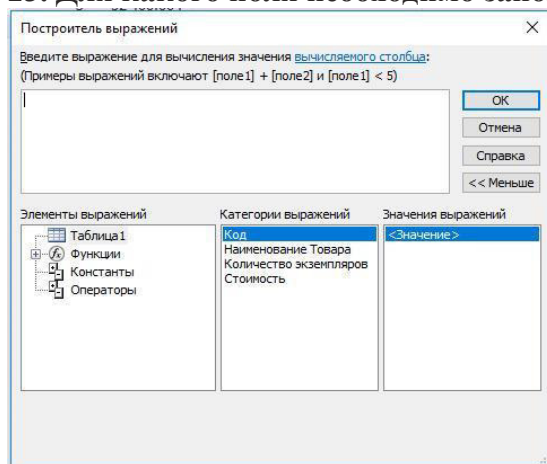 Построитель выражений
Введите выражение для вычисления значения вычисляемого столбца:
(Примеры выражений включают [поле1] + [поле2] и [поле1] < 5)
ОК
Отмена
Справка
<< Меньше
Элементы выражений
Категории выражений
Значения выражений
Таблица1
Функции
Константы
Операторы
Код
Наименование Товара
Количество экземпляров
Стоимость
<Значение>